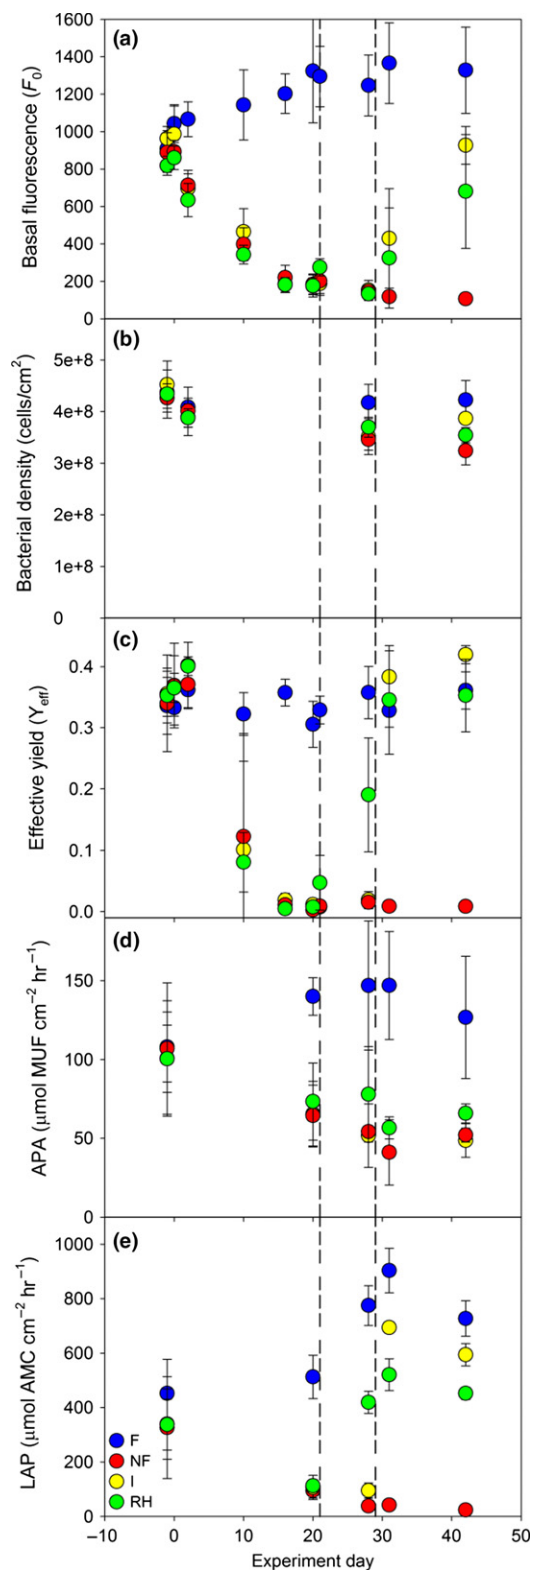 (a)
Basal fluorescence (F₀)
1600
1400
1200
1000
800
600
400
200
0
(b)
Bacterial density (cells/cm²)
5e+8
4e+8
3e+8
2e+8
1e+8
0
(c)
Effective yield (Yeff)
0.4
0.3
0.2
0.1
0.0
(d)
APA (µmol MUF cm⁻² hr⁻¹)
150
100
50
0
(e)
LAP (µmol AMC cm⁻² hr⁻¹)
1000
800
600
400
200
0
F
NF
I
RH
−10 0 10 20 30 40 50
Experiment day